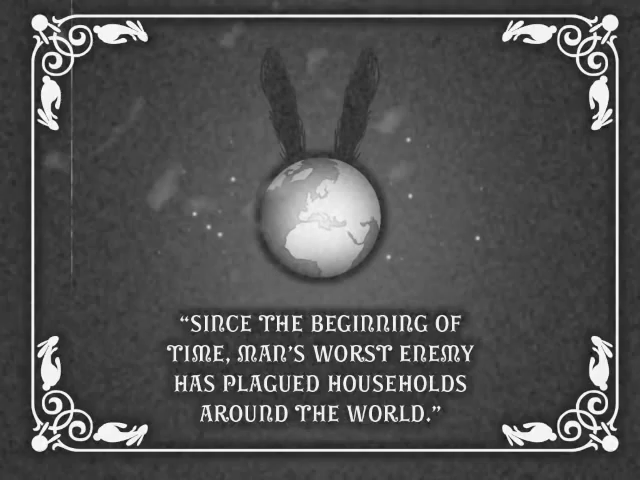 “SINCE THE BEGINNING OF
TIME, MAN’S WORST ENEMY
HAS PLAGUED HOUSEHOLDS
AROUND THE WORLD.”